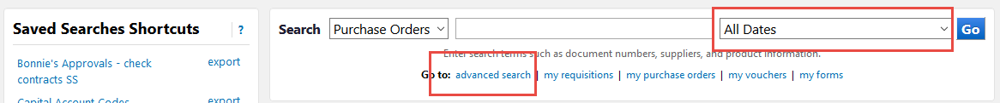 Saved Searches Shortcuts ?
Bonnie's Approvals - check contracts SS export
Capital Account Codes export
Search Purchase Orders All Dates Go
Enter search terms such as document numbers, suppliers, and product information.
Go to: advanced search | my requisitions | my purchase orders | my vouchers | my forms